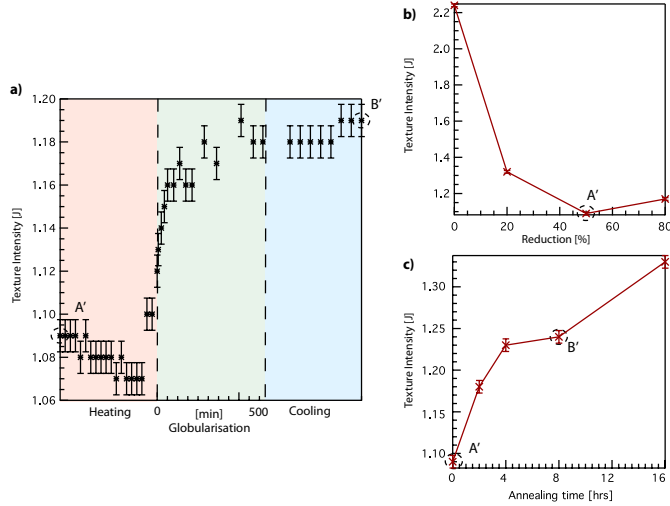 a)
Texture Intensity [J]
1.20
1.18
1.16
1.14
1.12
1.10
1.08
1.06
A'
B'
Heating
0
[min]
500
Cooling
Globularisation
b)
Texture Intensity [J]
2.2
2.0
1.8
1.6
1.4
1.2
A'
0
20
40
60
80
Reduction [%]
c)
Texture Intensity [J]
1.30
1.25
1.20
1.15
1.10
A'
B'
0
4
8
12
16
Annealing time [hrs]